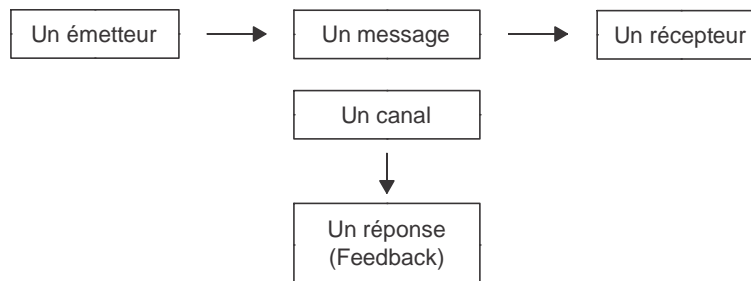 Un émetteur
Un message
Un récepteur
Un canal
Un réponse
(Feedback)